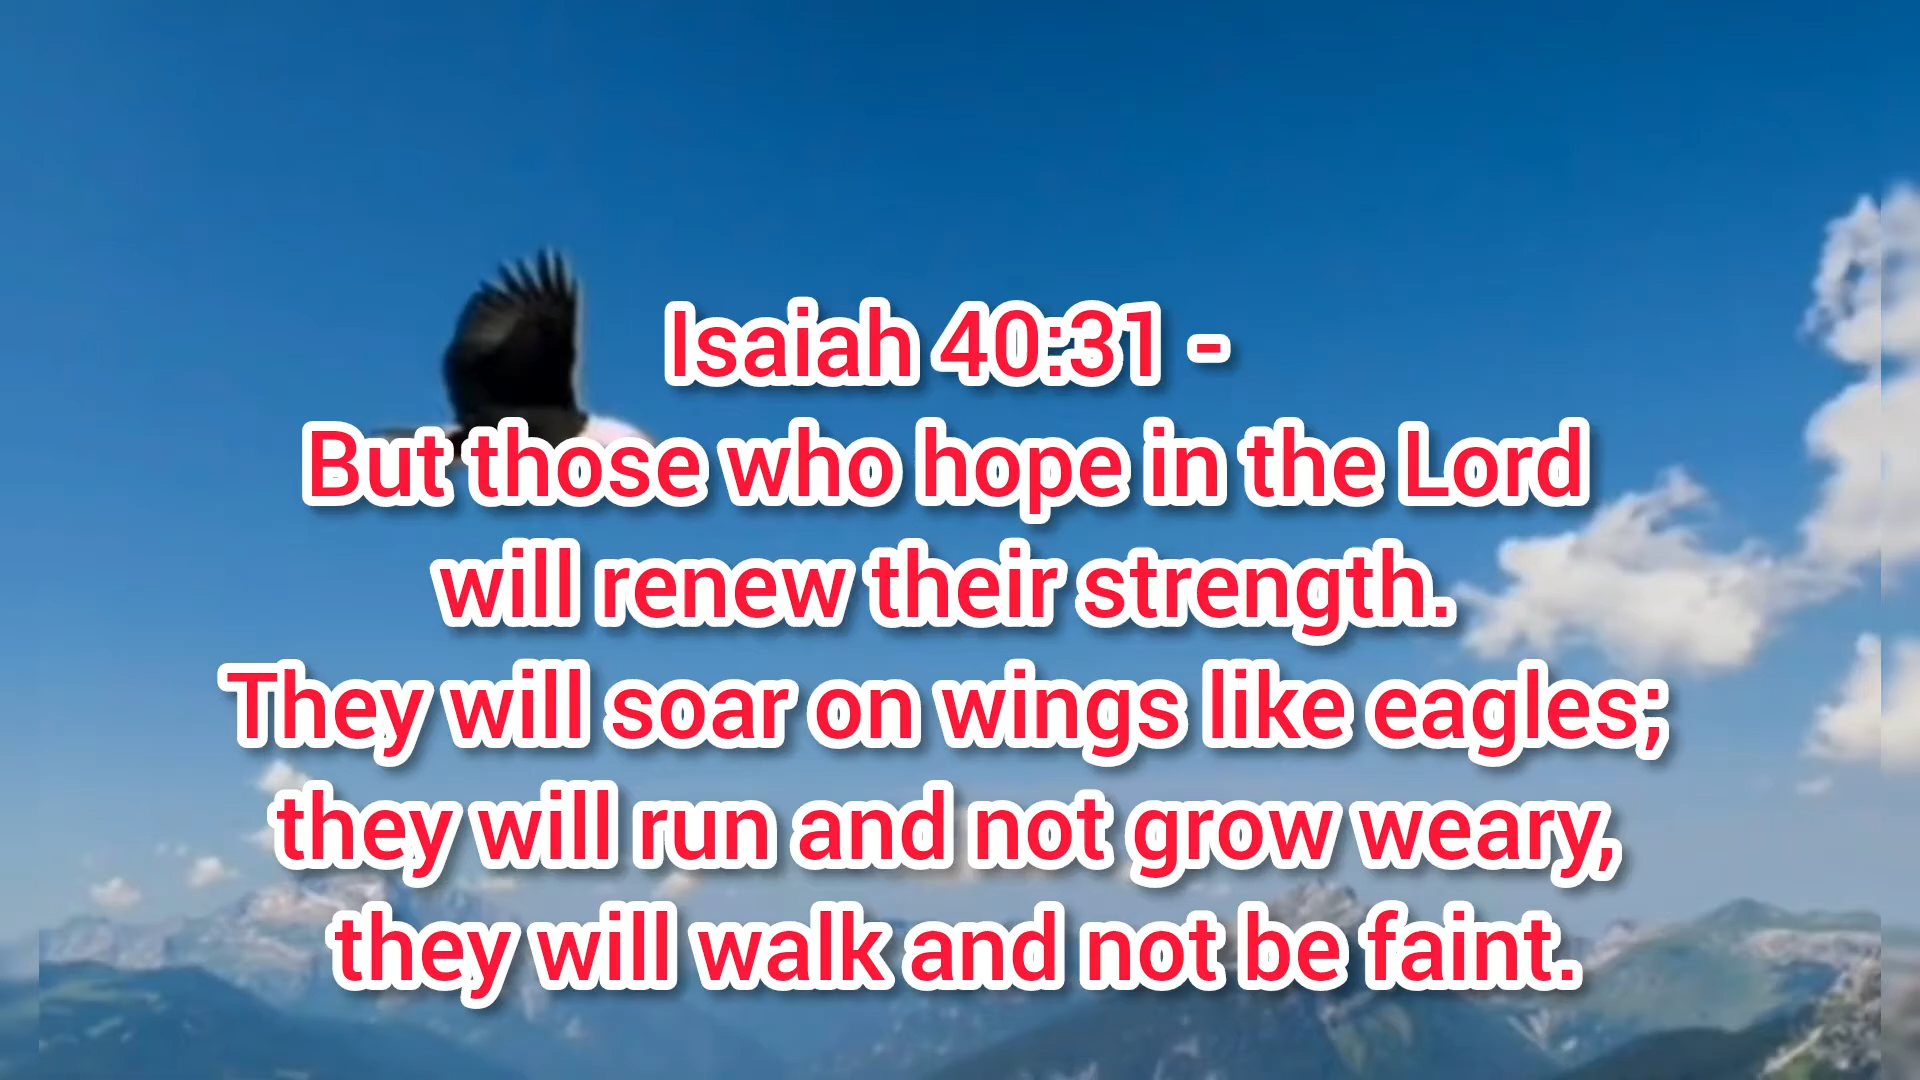 Isaiah 40:31 -
But those who hope in the Lord
will renew their strength.
They will soar on wings like eagles;
they will run and not grow weary,
they will walk and not be faint.